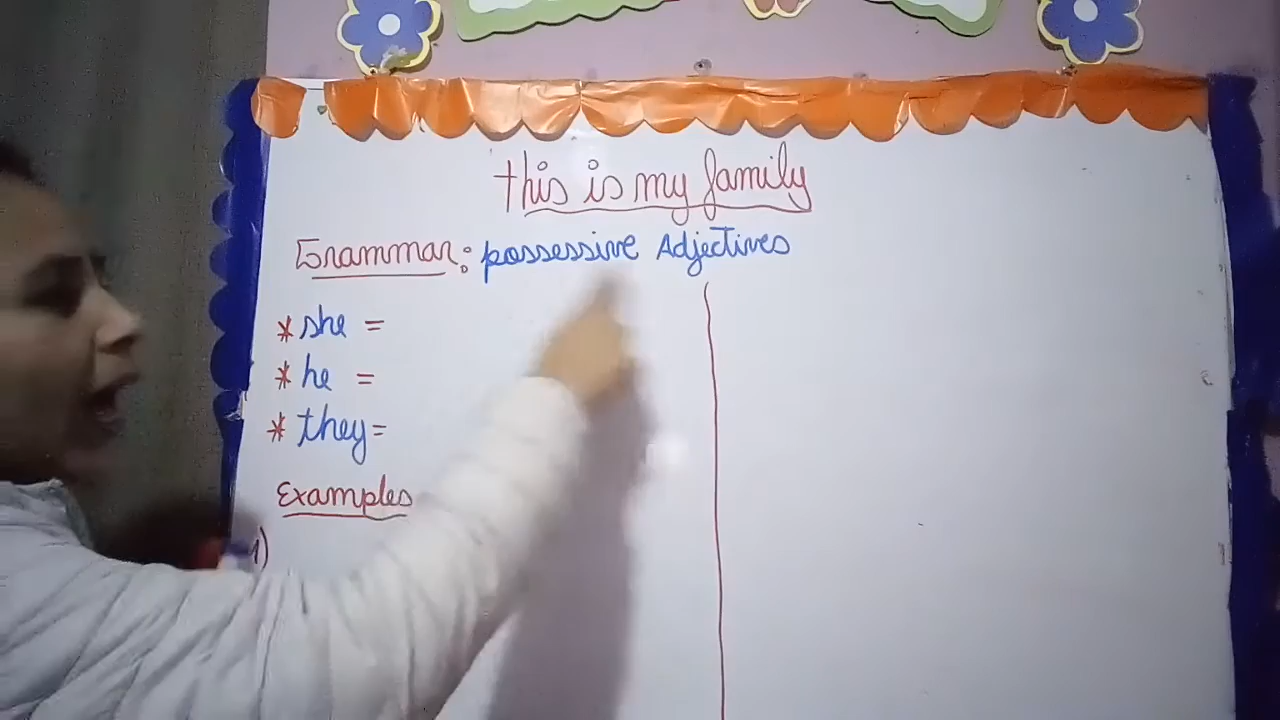 This is my family
Grammar: possessive Adjectives
* she =
* he =
* they=
Examples
1)